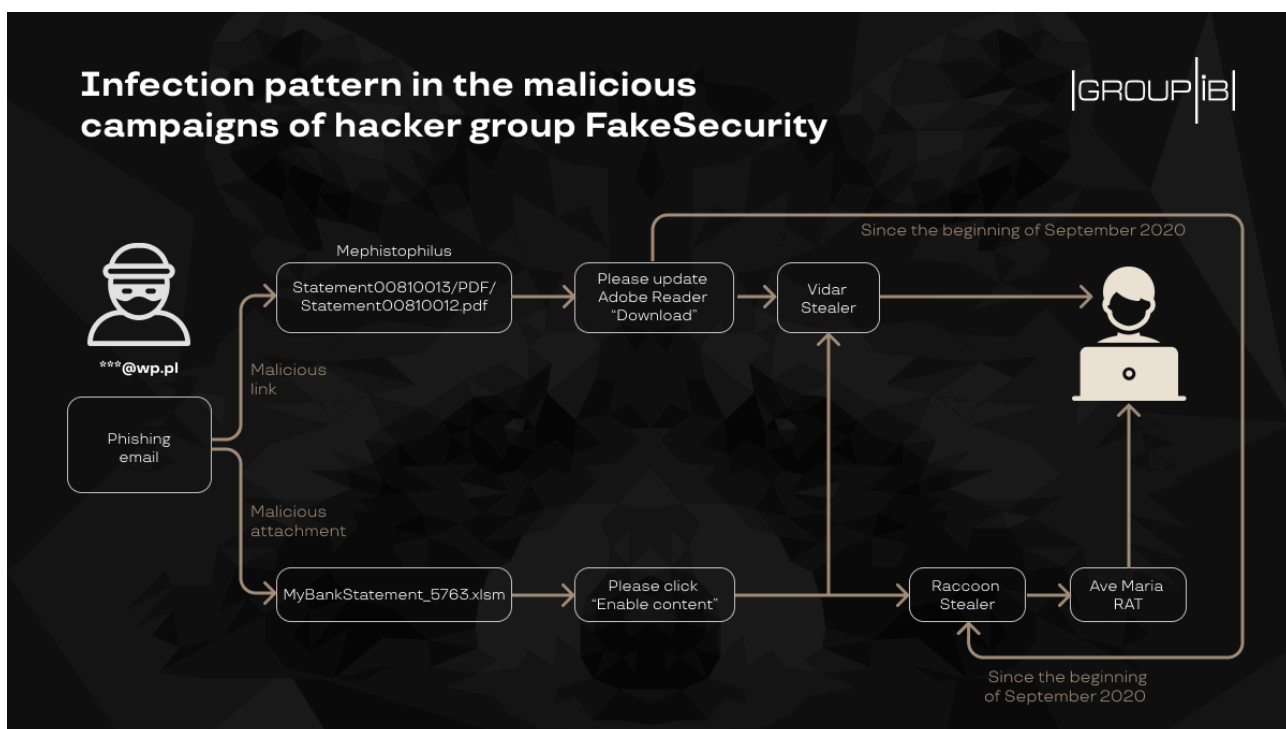 Infection pattern in the malicious
campaigns of hacker group FakeSecurity
GROUP iB
Since the beginning of September 2020
Mephistophilus
Statement00810013/PDF/
Statement00810012.pdf
Please update
Adobe Reader
“Download”
Vidar
Stealer
***@wp.pl
Malicious
link
Phishing
email
Malicious
attachment
MyBankStatement_5763.xlsm
Please click
“Enable content”
Raccoon
Stealer
Ave Maria
RAT
Since the beginning
of September 2020